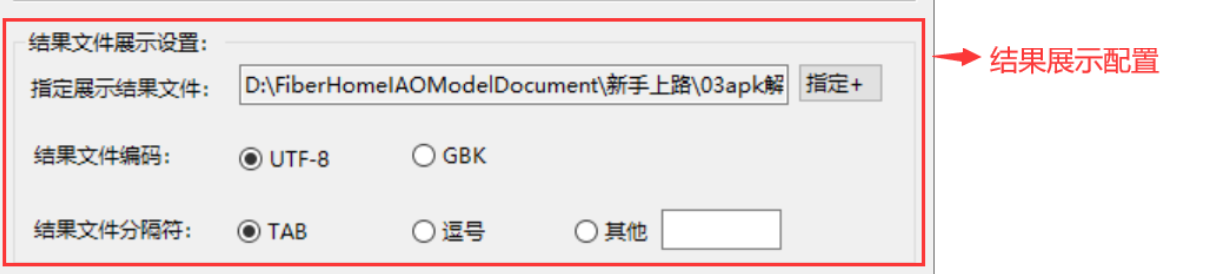 结果文件展示设置：
指定展示结果文件： D:\FiberHomeIAOModelDocument\新手上路\03apk解 指定+
结果展示配置
结果文件编码： UTF-8 GBK
结果文件分隔符： TAB 逗号 其他